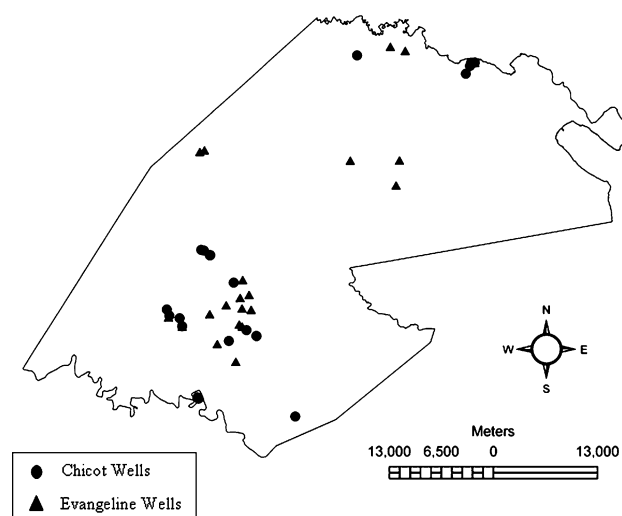 N
W E
S
Meters
13,000 6,500 0 13,000
Chicot Wells
Evangeline Wells